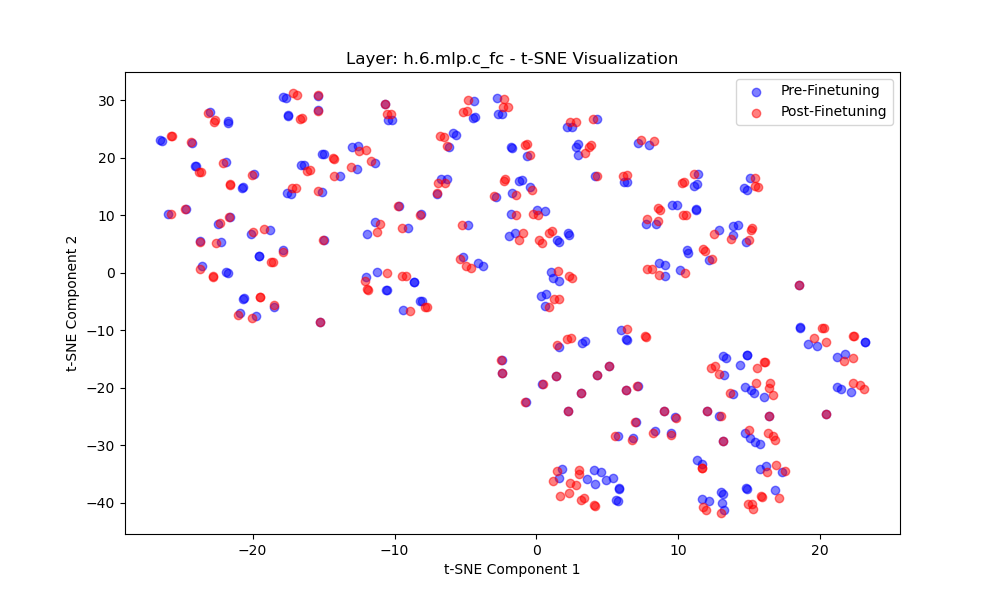 Layer: h.6.mlp.c_fc - t-SNE Visualization
Pre-Finetuning
Post-Finetuning
t-SNE Component 2
30
20
10
0
−10
−20
−30
−40
−20
−10
0
10
20
t-SNE Component 1